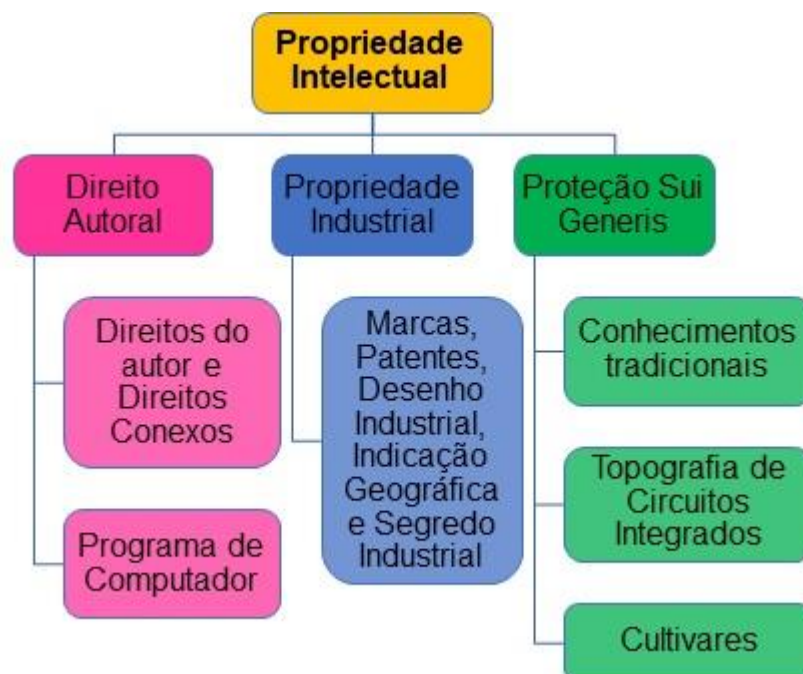 Propriedade
Intelectual
Direito
Autoral
Propriedade
Industrial
Proteção Sui
Generis
Direitos do
autor e
Direitos
Conexos
Programa de
Computador
Marcas,
Patentes,
Desenho
Industrial,
Indicação
Geográfica
e Segredo
Industrial
Conhecimentos
tradicionais
Topografia de
Circuitos
Integrados
Cultivares